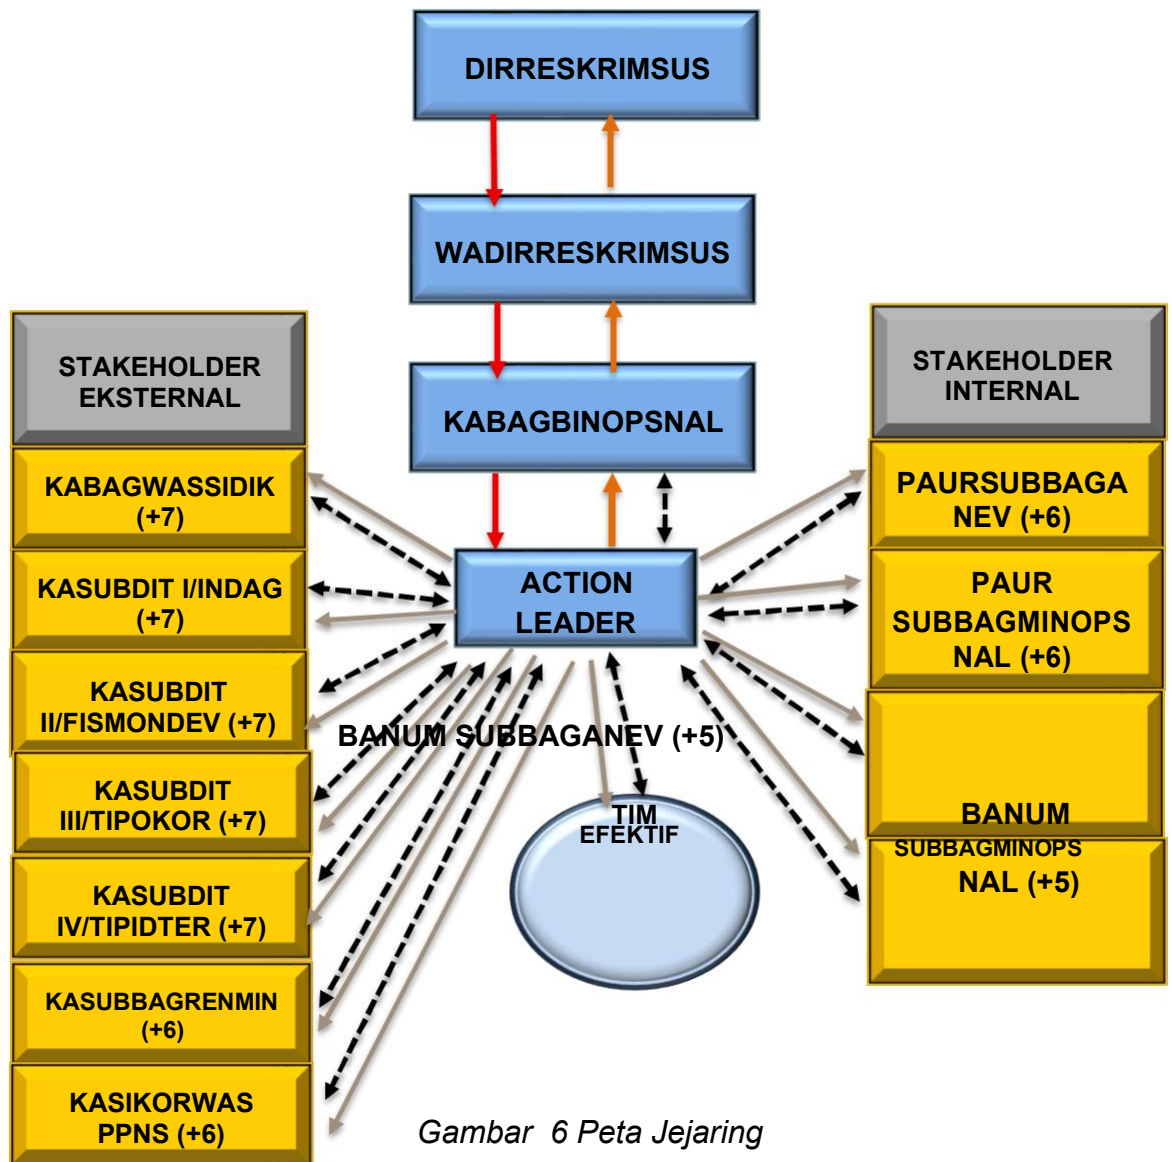 DIRRESKRIMSUS
WADIRRESKRIMSUS
KABAGBINOPSNAL
ACTION
LEADER
STAKEHOLDER
EKSTERNAL
KABAGWASSIDIK
(+7)
KASUBDIT I/INDAG
(+7)
KASUBDIT
II/FISMONDEV (+7)
KASUBDIT
III/TIPOKOR (+7)
KASUBDIT
IV/TIPIDTER (+7)
KASUBBAGRENMIN
(+6)
KASIKORWAS
PPNS (+6)
BANUM SUBBAGANEV (+5)
TIM
EFEKTIF
STAKEHOLDER
INTERNAL
PAURSUBBAGA
NEV (+6)
PAUR
SUBBAGMINOPS
NAL (+6)
BANUM
SUBBAGMINOPS
NAL (+5)
Gambar 6 Peta Jejaring